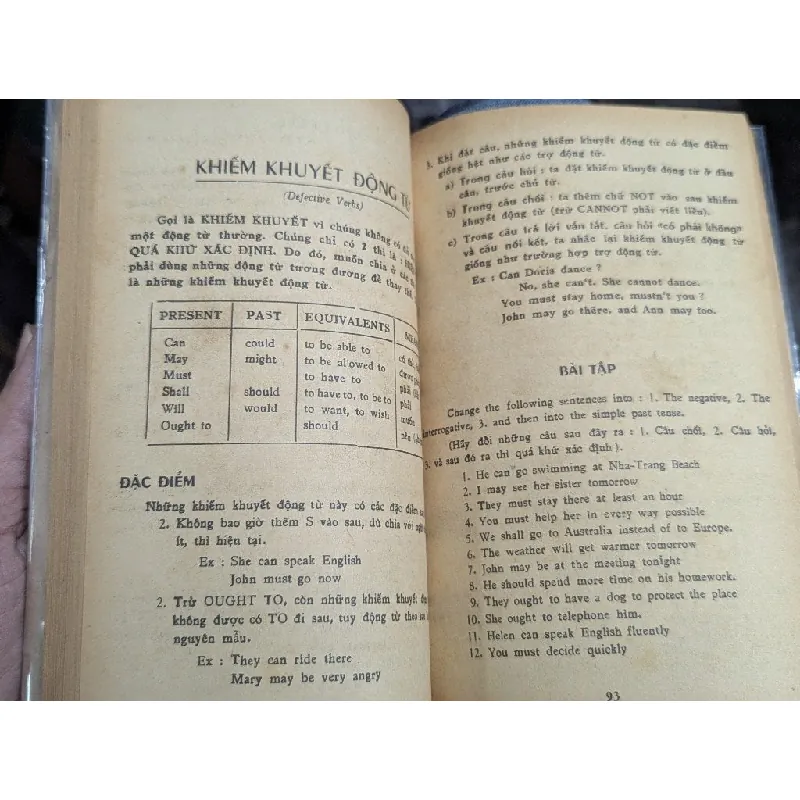 KHIẾM KHUYẾT ĐỘNG TỪ
(Defective Verbs)
Gọi là KHIẾM KHUYẾT vì chúng không có
một động từ thường. Chúng chỉ có 2 thì là :
QUÁ KHỨ XÁC ĐỊNH. Do đó, muốn chia ở
phải dùng những động từ tương đương để thay
là những khiếm khuyết động từ.
PRESENT PAST EQUIVALENTS
Can could to be able to có
May might to be allowed to được
Must to have to phải
Shall should to have to, to be to phải
Will would to want, to wish muốn
Ought to should nên
ĐẶC ĐIỂM
Những khiếm khuyết động từ này có các đặc điểm
2. Không bao giờ thêm S vào sau, dù chia với
ít, thì hiện tại.
Ex : She can speak English
John must go now
2. Trừ OUGHT TO, còn những khiếm khuyết
không được có TO đi sau, tuy động từ theo
nguyên mẫu.
Ex : They can ride there
Mary may be very angry
3. Khi đặt câu, những khiếm khuyết động từ có đặc điểm
giống hệt như các trợ động từ.
a) Trong câu hỏi : ta đặt khiếm khuyết động từ ở đầu
câu, trước chủ từ.
b) Trong câu chối : ta thêm chữ NOT vào sau khiếm
khuyết động từ (trừ CANNOT phải viết liền).
c) Trong câu trả lời vắn tắt, câu hỏi "có phải không"
và câu nối kết, ta nhắc lại khiếm khuyết động từ
giống như trường hợp trợ động từ.
Ex : Can Doris dance ?
No, she can't. She cannot dance.
You must stay home, mustn't you ?
John may go there, and Ann may too.
BÀI TẬP
Change the following sentences into : 1. The negative, 2. The
interrogative, 3. and then into the simple past tense.
(Hãy đổi những câu sau đây ra : 1. Câu chối, 2. Câu hỏi,
3. và sau đó ra thì quá khứ xác định).
1. He can go swimming at Nha-Trang Beach
2. I may see her sister tomorrow
3. They must stay there at least an hour
4. You must help her in every way possible
5. We shall go to Australia instead of to Europe.
6. The weather will get warmer tomorrow
7. John may be at the meeting tonight
8. He should spend more time on his homework.
9. They ought to have a dog to protect the place
10. She ought to telephone him.
11. Helen can speak English fluently
12. You must decide quickly
93